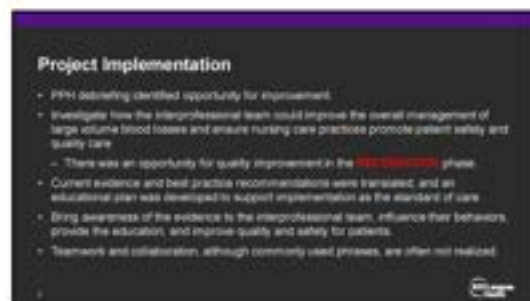 Project Implementation
• PPH debriefing identified opportunity for improvement
• Investigate how the interprofessional team could improve the overall management of
large volume blood losses and ensure nursing care practices promote patient safety and
quality care
– There was an opportunity for quality improvement in the RECOGNITION phase.
• Current evidence and best practice recommendations were translated, and an
educational plan was developed to support implementation as the standard of care
• Bring awareness of the evidence to the interprofessional team, influence their behaviors,
provide the education, and improve quality and safety for patients.
• Teamwork and collaboration, although commonly used phrases, are often not realized.